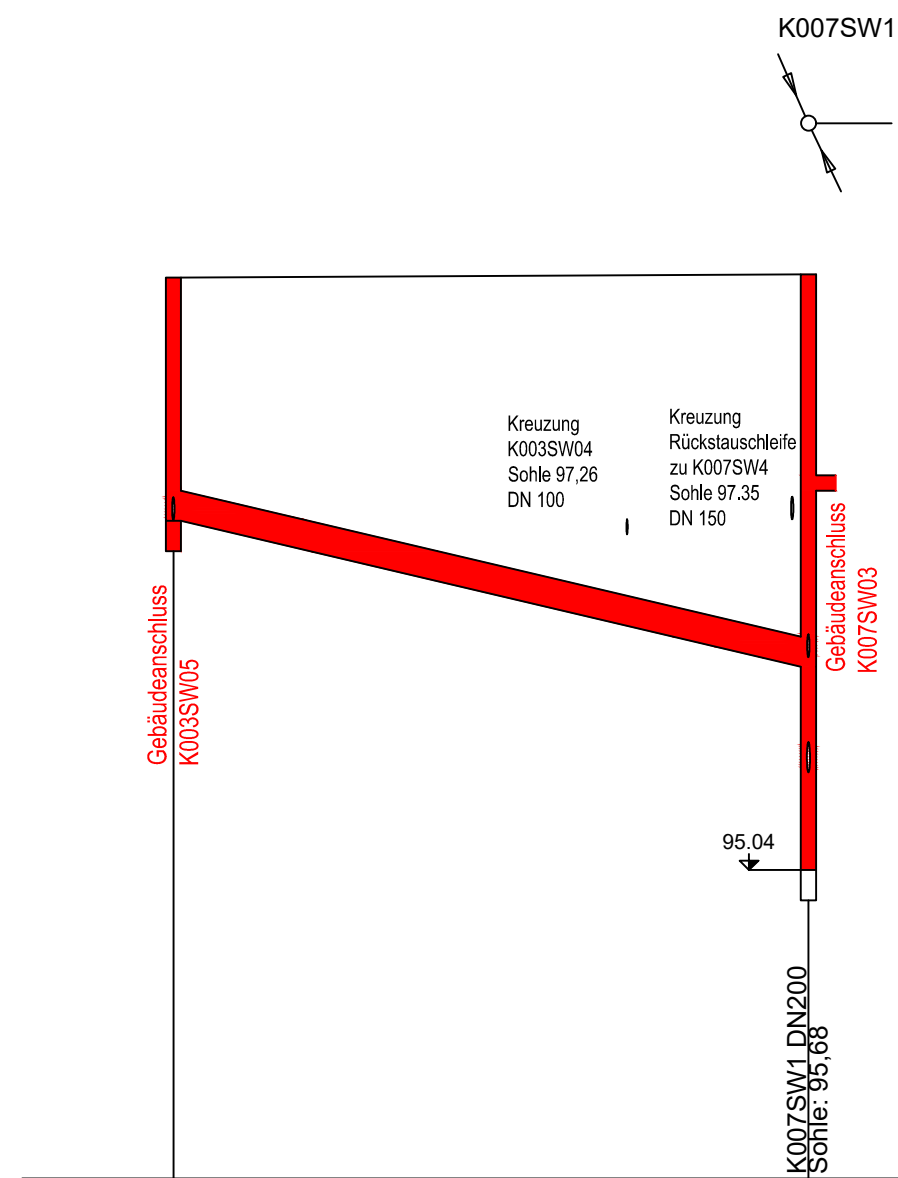 K007SW1
Kreuzung
K003SW04
Sohle 97,26
DN 100
Kreuzung
Rückstauschleife
zu K007SW4
Sohle 97.35
DN 150
Gebäudeanschluss
K003SW05
Gebäudeanschluss
K007SW03
95.04
K007SW1 DN200
Sohle: 95,68